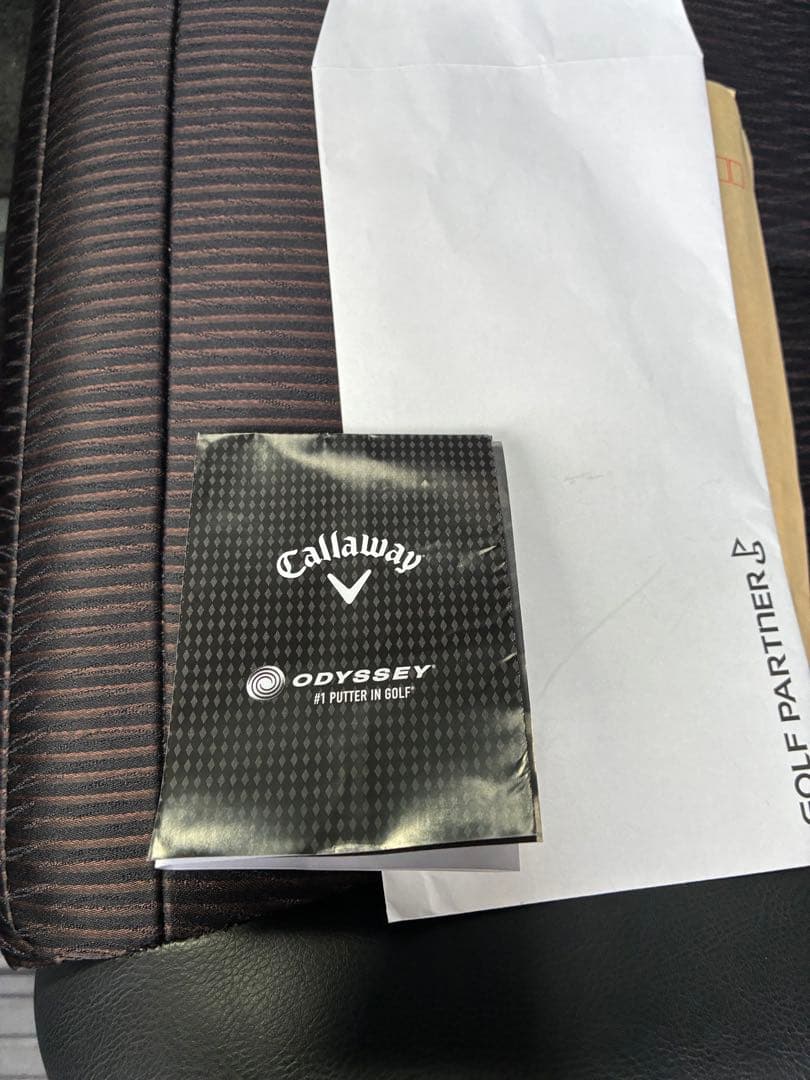 Callaway
ODYSSEY®
#1 PUTTER IN GOLF®
GOLF PARTNER